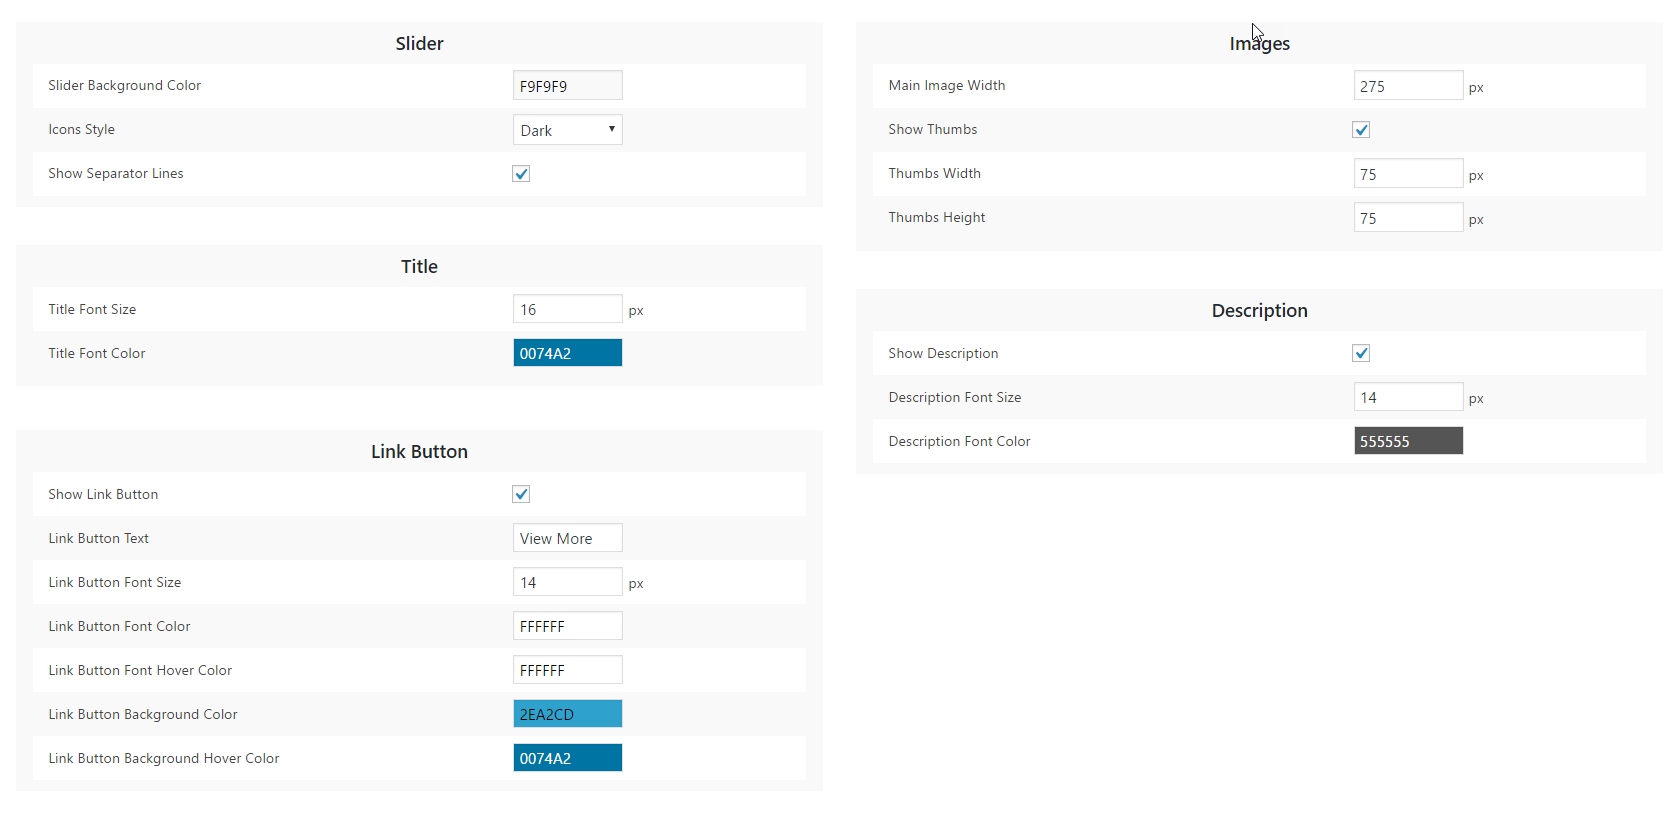 Slider
Slider Background Color F9F9F9
Icons Style Dark
Show Separator Lines
Title
Title Font Size 16 px
Title Font Color 0074A2
Link Button
Show Link Button
Link Button Text View More
Link Button Font Size 14 px
Link Button Font Color FFFFFF
Link Button Font Hover Color FFFFFF
Link Button Background Color 2EA2CD
Link Button Background Hover Color 0074A2
Images
Main Image Width 275 px
Show Thumbs
Thumbs Width 75 px
Thumbs Height 75 px
Description
Show Description
Description Font Size 14 px
Description Font Color 555555